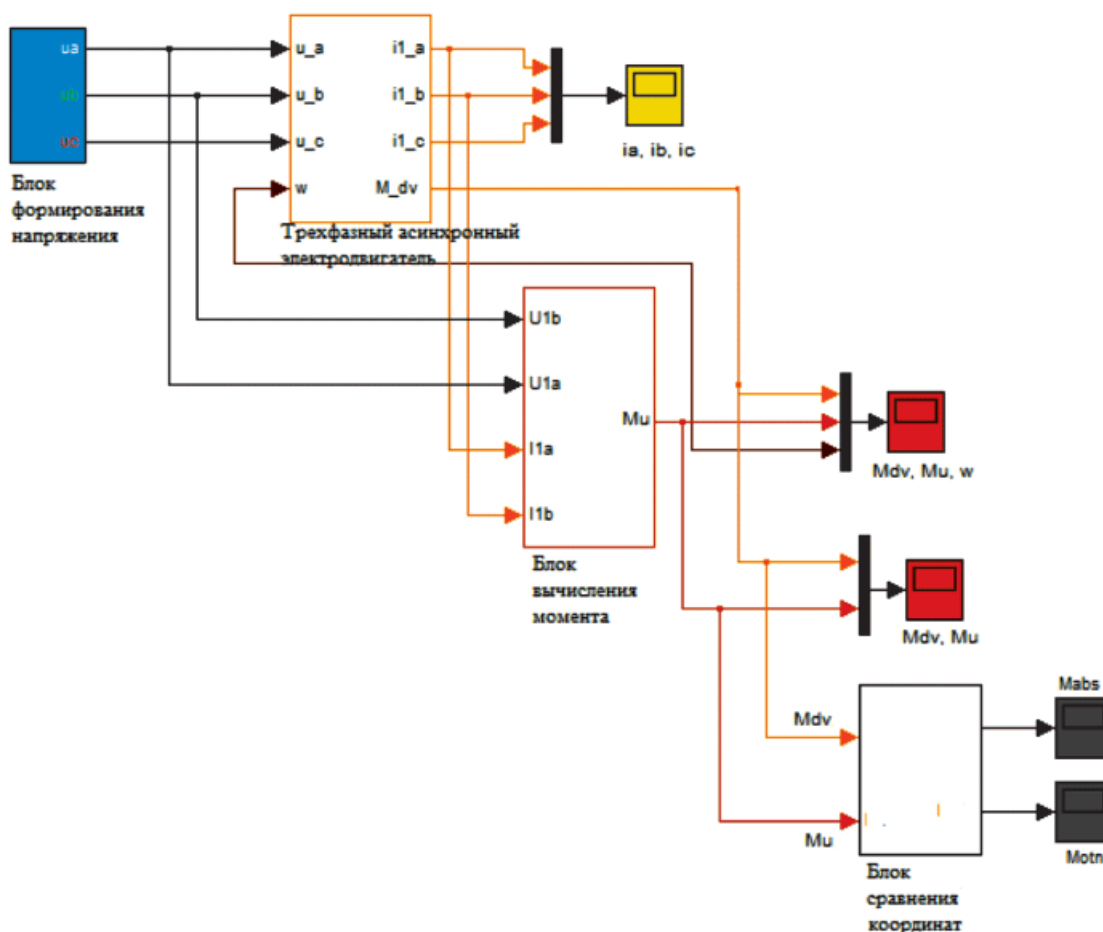 ua
ub
uc
Блок
формирования
напряжения
u_a
u_b
u_c
w
i1_a
i1_b
i1_c
M_dv
Трехфазный асинхронный
электродвигатель
ia, ib, ic
U1b
U1a
I1a
I1b
Mu
Блок
вычисления
момента
Mdv, Mu, w
Mdv, Mu
Mdv
Mu
Блок
сравнения
координат
Mabs
Motn